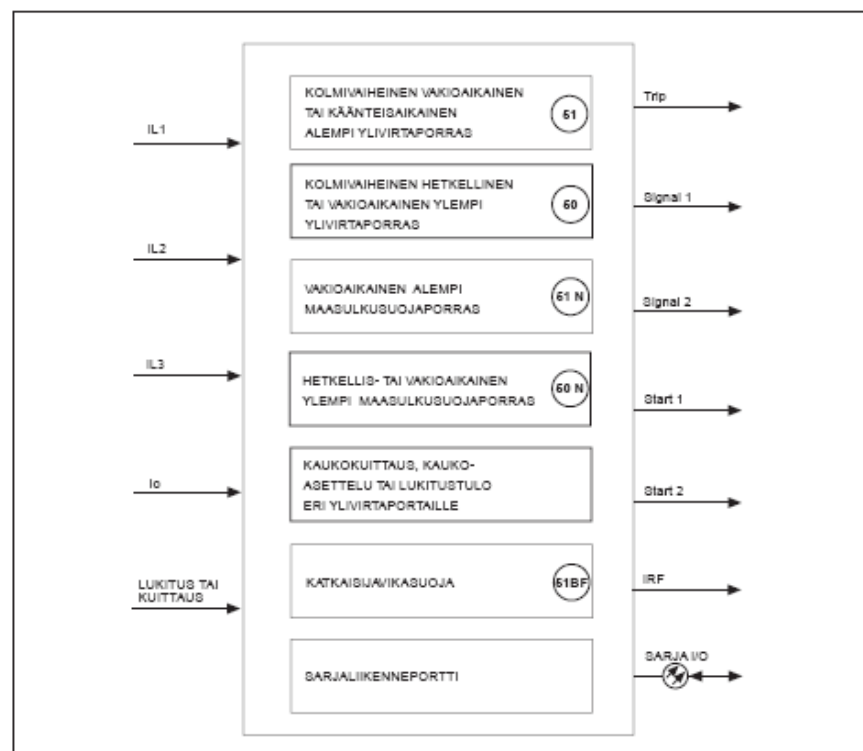 IL1
IL2
IL3
Io
LUKITUS TAI
KUITTAUS
KOLMIVAIHEINEN VAKIOAIKAINEN
TAI KÄÄNTEISAIKAINEN
ALEMPI YLIVIRTAPORRAS
51
KOLMIVAIHEINEN HETKELLINEN
TAI VAKIOAIKAINEN YLEMPI
YLIVIRTAPORRAS
50
VAKIOAIKAINEN ALEMPI
MAASULKUSUOJAPORRAS
51 N
HETKELLIS- TAI VAKIOAIKAINEN
YLEMPI MAASULKUSUOJAPORRAS
50 N
KAUKOKUITTAUS, KAUKO-
ASETTELU TAI LUKITUSTULO
ERI YLIVIRTAPORTAILLE
KATKAISIJAVIKASUOJA
51BF
SARJALIIKENNEPORTTI
Trip
Signal 1
Signal 2
Start 1
Start 2
IRF
SARJA I/O